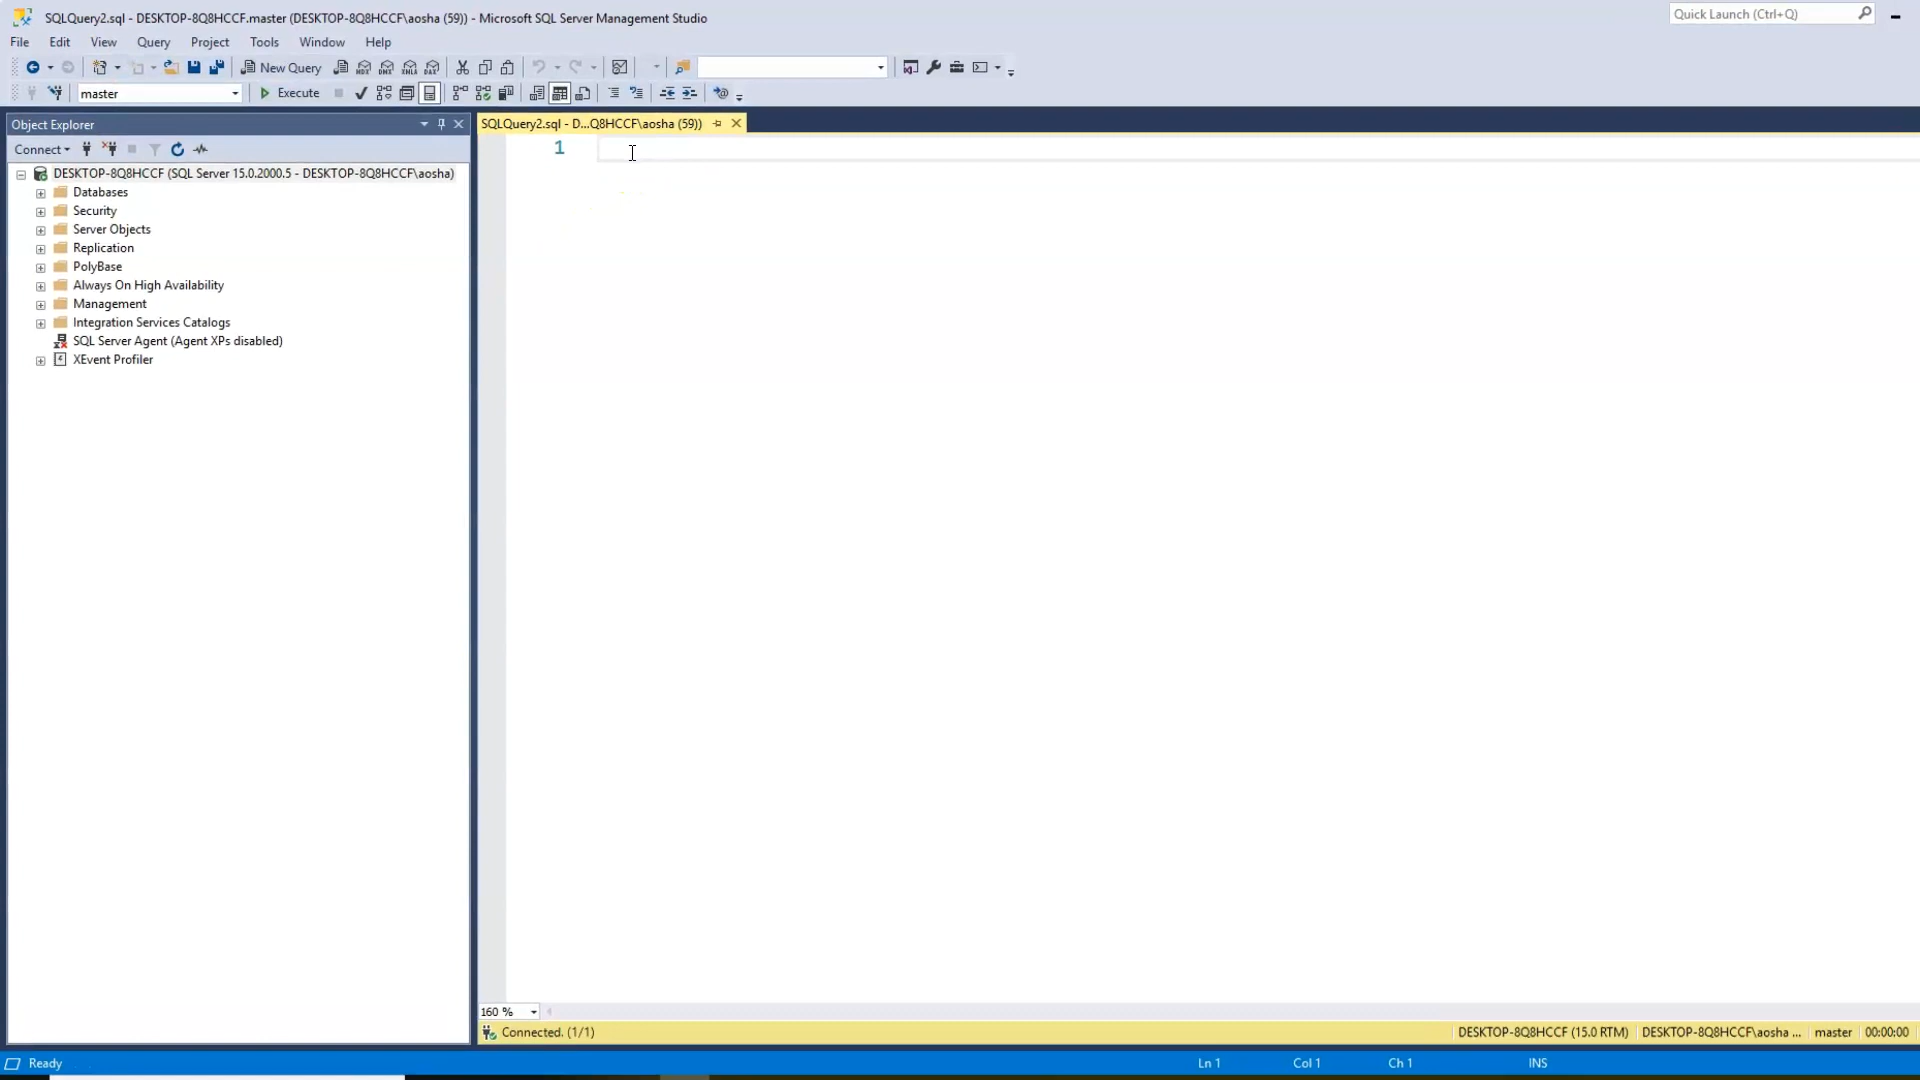 SQLQuery2.sql - DESKTOP-8Q8HCCF.master (DESKTOP-8Q8HCCF\aosha (59)) - Microsoft SQL Server Management Studio
Quick Launch (Ctrl+Q)
File Edit View Query Project Tools Window Help
New Query
master Execute
Object Explorer
SQLQuery2.sql - D...Q8HCCF\aosha (59))
Connect
1
DESKTOP-8Q8HCCF (SQL Server 15.0.2000.5 - DESKTOP-8Q8HCCF\aosha)
Databases
Security
Server Objects
Replication
PolyBase
Always On High Availability
Management
Integration Services Catalogs
SQL Server Agent (Agent XPs disabled)
XEvent Profiler
160 %
Connected. (1/1)
DESKTOP-8Q8HCCF (15.0 RTM) DESKTOP-8Q8HCCF\aosha ... master 00:00:00
Ready Ln 1 Col 1 Ch 1 INS